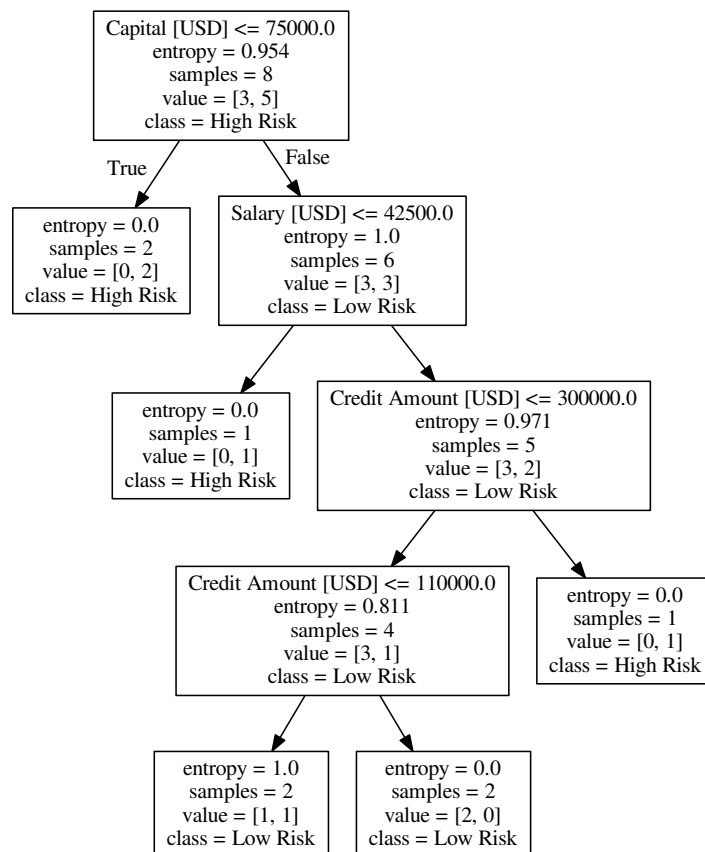 Capital [USD] <= 75000.0
entropy = 0.954
samples = 8
value = [3, 5]
class = High Risk
True
False
entropy = 0.0
samples = 2
value = [0, 2]
class = High Risk
Salary [USD] <= 42500.0
entropy = 1.0
samples = 6
value = [3, 3]
class = Low Risk
entropy = 0.0
samples = 1
value = [0, 1]
class = High Risk
Credit Amount [USD] <= 300000.0
entropy = 0.971
samples = 5
value = [3, 2]
class = Low Risk
Credit Amount [USD] <= 110000.0
entropy = 0.811
samples = 4
value = [3, 1]
class = Low Risk
entropy = 0.0
samples = 1
value = [0, 1]
class = High Risk
entropy = 1.0
samples = 2
value = [1, 1]
class = Low Risk
entropy = 0.0
samples = 2
value = [2, 0]
class = Low Risk